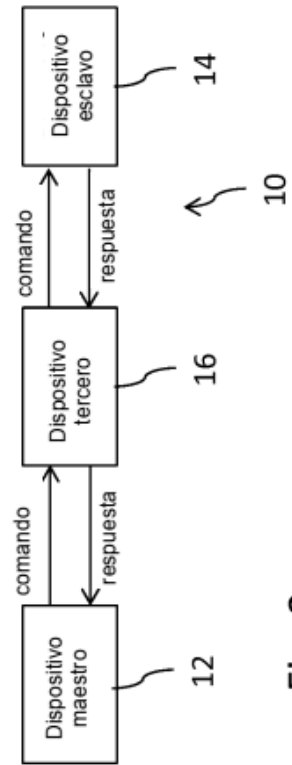 comando
comando
Dispositivo
maestro
Dispositivo
tercero
Dispositivo
esclavo
respuesta
respuesta
12
16
14
10